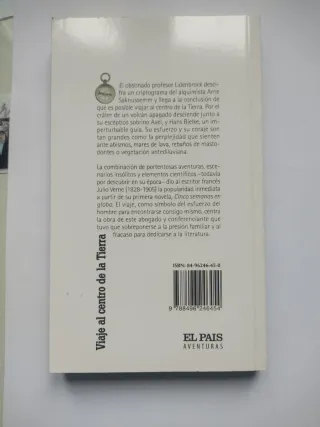 El obstinado profesor Lidenbrock desci-
fra un criptograma del alquimista Arne
Saknussemm y llega a la conclusión de
que es posible viajar al centro de la Tierra. Por el
cráter de un volcán apagado descienden junto a
su escéptico sobrino Axel, y Hans Bielke, un im-
perturbable guía. Su esfuerzo y su coraje son
tan grandes como la perplejidad que sienten
ante abismos, mares de lava, rebaños de masto-
dontes o vegetación antediluviana.
La combinación de portentosas aventuras, esce-
narios insólitos y elementos científicos –todavía
por descubrir en su época– dio al escritor francés
Julio Verne (1828-1905) la popularidad inmediata
a partir de su primera novela, Cinco semanas en
globo. El viaje, como símbolo del esfuerzo del
hombre para encontrarse consigo mismo, centra
la obra de este abogado y conferenciante que
tuvo que sobreponerse a la presión familiar y al
fracaso para dedicarse a la literatura.
Viaje al centro de la Tierra
ISBN: 84-96246-45-8
9 788496 246454
EL PAIS
AVENTURAS